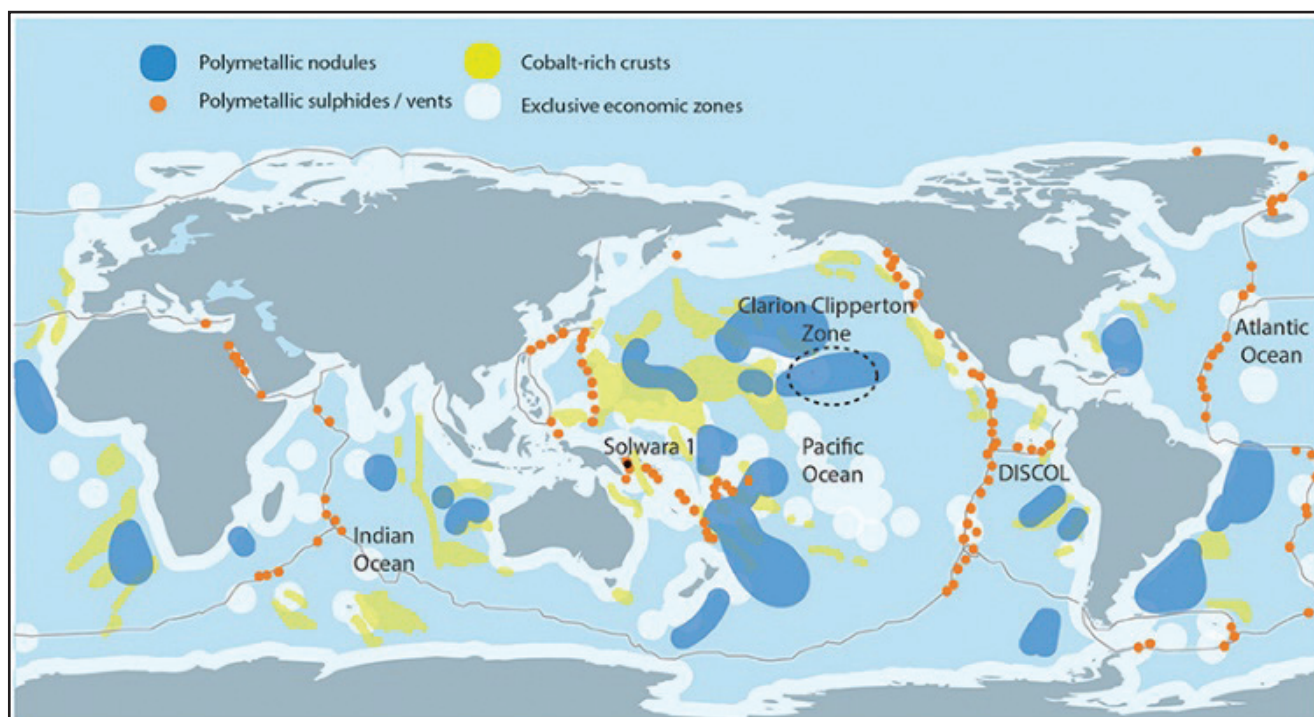 Polymetallic nodules
Cobalt-rich crusts
Polymetallic sulphides / vents
Exclusive economic zones
Clarion Clipperton
Zone
Atlantic
Ocean
Solwara 1
Pacific
Ocean
DISCOL
Indian
Ocean